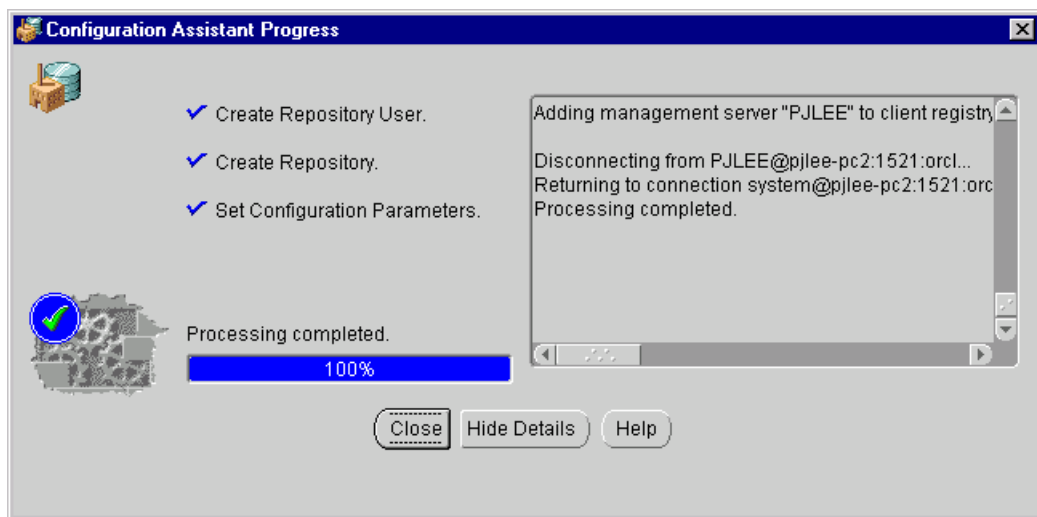 Configuration Assistant Progress
Create Repository User.
Create Repository.
Set Configuration Parameters.
Adding management server "PJLEE" to client registry
Disconnecting from PJLEE@pjlee-pc2:1521:orcl...
Returning to connection system@pjlee-pc2:1521:orc
Processing completed.
Processing completed.
100%
Close
Hide Details
Help